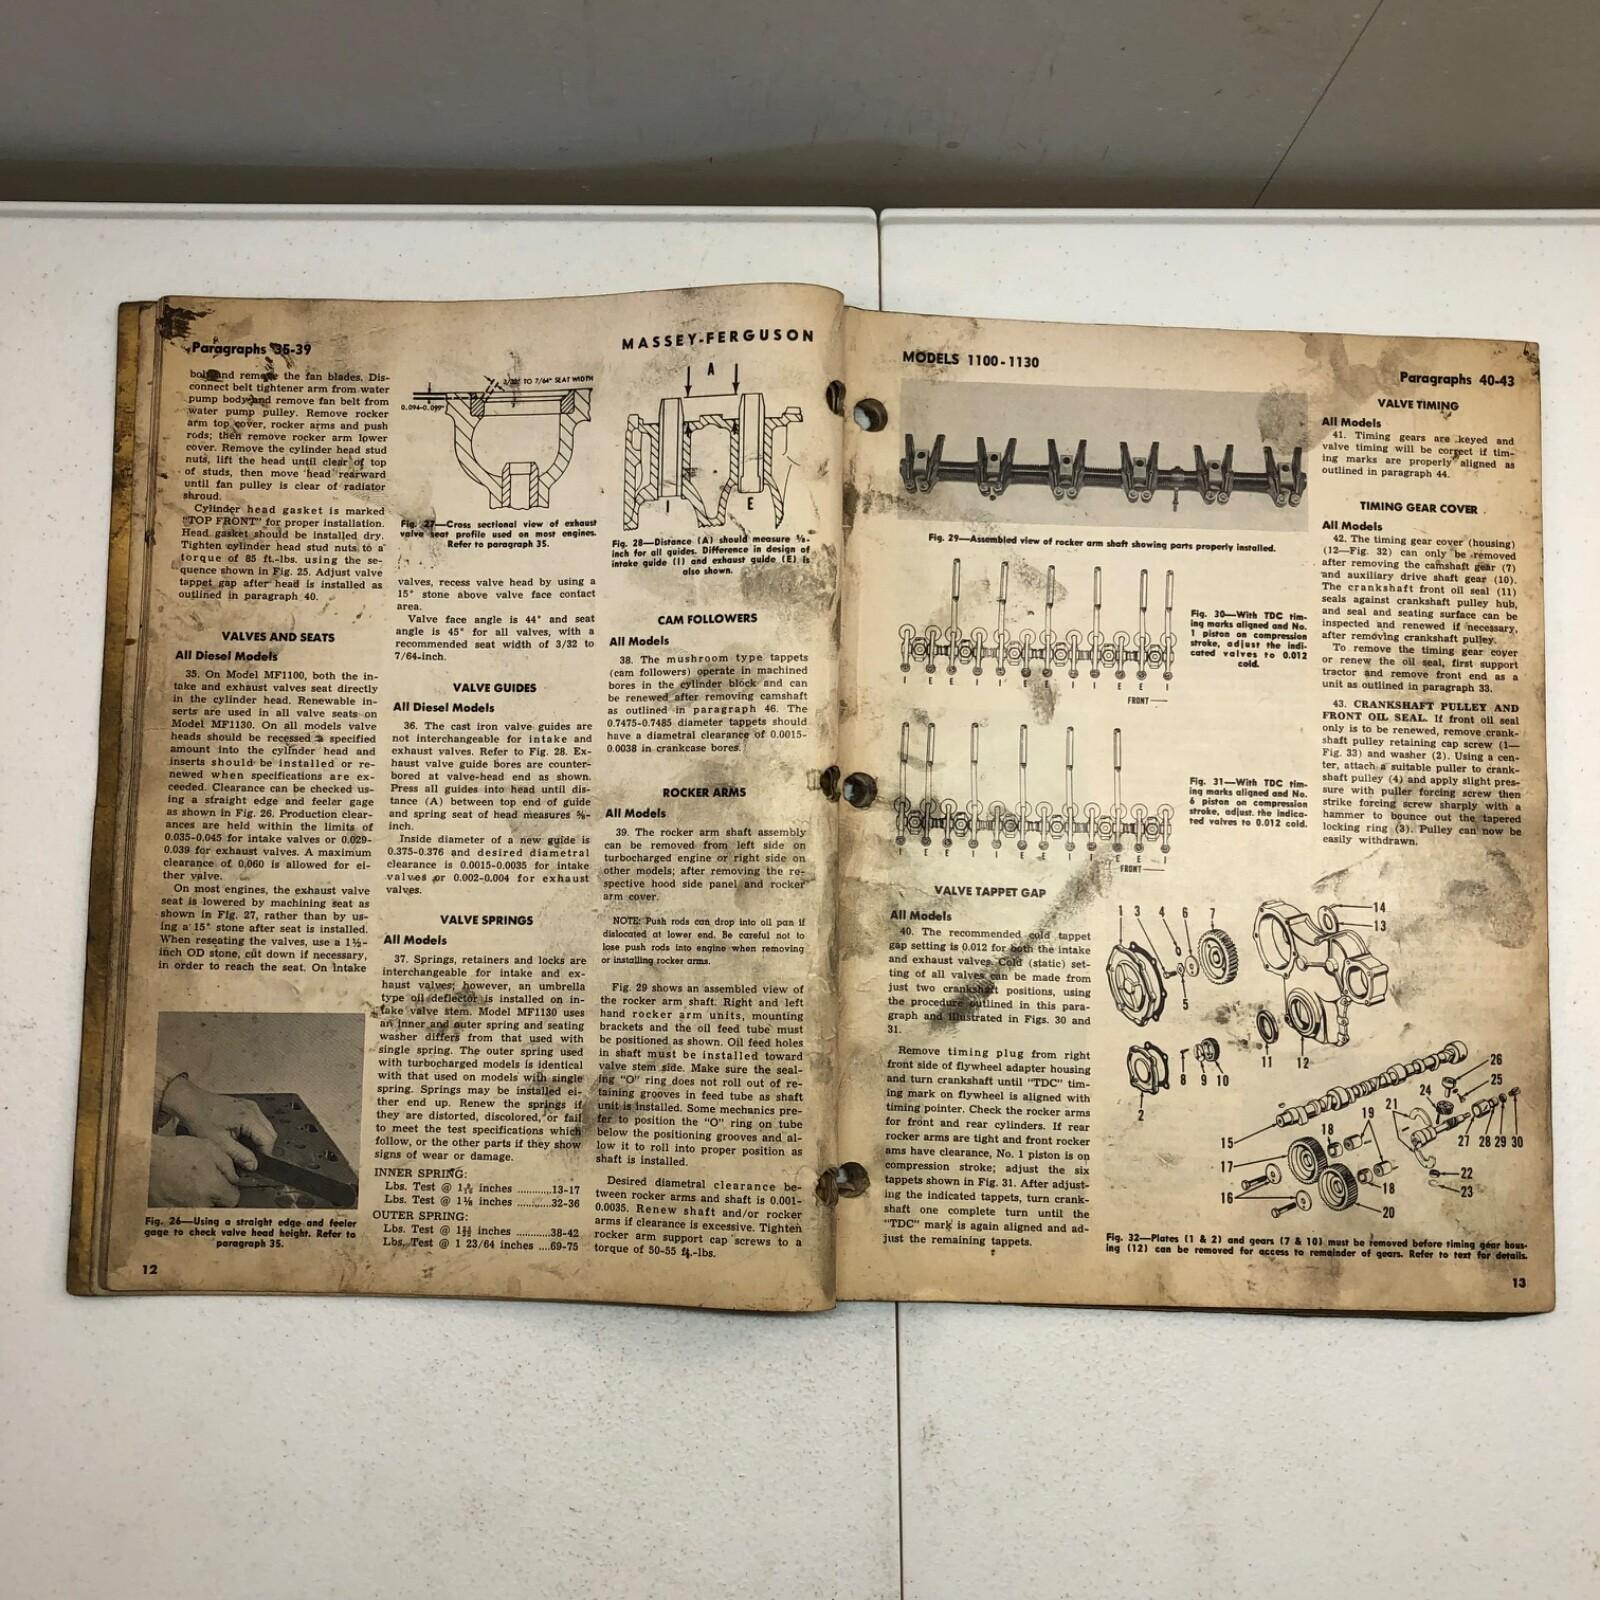 Paragraphs 35-39
MASSEY-FERGUSON
and remove the fan blades. Dis-
connect belt tightener arm from water
pump body and remove fan belt from
water pump pulley. Remove rocker
arm top cover, rocker arms and push
rods; then remove rocker arm lower
cover. Remove the cylinder head stud
nuts, lift the head until clear of top
of studs, then move head rearward
until fan pulley is clear of radiator
shroud.
Cylinder head gasket is marked
"TOP FRONT" for proper installation.
Head gasket should be installed dry.
Tighten cylinder head stud nuts to a
torque of 85 ft.-lbs. using the se-
quence shown in Fig. 25. Adjust valve
tappet gap after head is installed as
outlined in paragraph 40.
VALVES AND SEATS
All Diesel Models
35. On Model MF1100, both the in-
take and exhaust valves seat directly
in the cylinder head. Renewable in-
serts are used in all valve seats on
Model MF1130. On all models valve
heads should be recessed a specified
amount into the cylinder head and
inserts should be installed or re-
newed when specifications are ex-
ceeded. Clearance can be checked us-
ing a straight edge and feeler gage
as shown in Fig. 26. Production clear-
ances are held within the limits of
0.035-0.045 for intake valves or 0.029-
0.039 for exhaust valves. A maximum
clearance of 0.060 is allowed for ei-
ther valve.
On most engines, the exhaust valve
seat is lowered by machining seat as
shown in Fig. 27, rather than by us-
ing a 15° stone after seat is installed.
When reseating the valves, use a 1½-
inch OD stone, cut down if necessary,
in order to reach the seat. On intake
Fig. 26—Using a straight edge and feeler
gage to check valve head height. Refer to
paragraph 35.
12
3/32" TO 7/64" SEAT WIDTH
0.094-0.099"
Fig. 27—Cross sectional view of exhaust
valve seat profile used on most engines.
Refer to paragraph 35.
valves, recess valve head by using a
15° stone above valve face contact
area.
Valve face angle is 44° and seat
angle is 45° for all valves, with a
recommended seat width of 3/32 to
7/64-inch.
VALVE GUIDES
All Diesel Models
36. The cast iron valve guides are
not interchangeable for intake and
exhaust valves. Refer to Fig. 28. Ex-
haust valve guide bores are counter-
bored at valve-head end as shown.
Press all guides into head until dis-
tance (A) between top end of guide
and spring seat of head measures ⅝-
inch.
Inside diameter of a new guide is
0.375-0.376 and desired diametral
clearance is 0.0015-0.0035 for intake
valves or 0.002-0.004 for exhaust
valves.
VALVE SPRINGS
All Models
37. Springs, retainers and locks are
interchangeable for intake and ex-
haust valves; however, an umbrella
type oil deflector is installed on in-
take valve stem. Model MF1130 uses
an inner and outer spring and seating
washer differs from that used with
single spring. The outer spring used
with turbocharged models is identical
with that used on models with single
spring. Springs may be installed ei-
ther end up. Renew the springs if
they are distorted, discolored, or fail
to meet the test specifications which
follow, or the other parts if they show
signs of wear or damage.
INNER SPRING:
Lbs. Test @ inches ............13-17
Lbs. Test @ 1⅛ inches ............32-36
OUTER SPRING:
Lbs. Test @ inches ............38-42
Lbs. Test @ 1 23/64 inches ....69-75
A
I E
Fig. 28—Distance (A) should measure ⅝-
inch for all guides. Difference in design of
intake guide (I) and exhaust guide (E) is
also shown.
CAM FOLLOWERS
All Models
38. The mushroom type tappets
(cam followers) operate in machined
bores in the cylinder block and can
be renewed after removing camshaft
as outlined in paragraph 46. The
0.7475-0.7485 diameter tappets should
have a diametral clearance of 0.0015-
0.0038 in crankcase bores.
ROCKER ARMS
All Models
39. The rocker arm shaft assembly
can be removed from left side on
turbocharged engine or right side on
other models; after removing the re-
spective hood side panel and rocker
arm cover.
NOTE: Push rods can drop into oil pan if
dislocated at lower end. Be careful not to
lose push rods into engine when removing
or installing rocker arms.
Fig. 29 shows an assembled view of
the rocker arm shaft. Right and left
hand rocker arm units, mounting
brackets and the oil feed tube must
be positioned as shown. Oil feed holes
in shaft must be installed toward
valve stem side. Make sure the seal-
ing "O" ring does not roll out of re-
taining grooves in feed tube as shaft
unit is installed. Some mechanics pre-
fer to position the "O" ring on tube
below the positioning grooves and al-
low it to roll into proper position as
shaft is installed.
Desired diametral clearance be-
tween rocker arms and shaft is 0.001-
0.0035. Renew shaft and/or rocker
arms if clearance is excessive. Tighten
rocker arm support cap screws to a
torque of 50-55 ft.-lbs.
MODELS 1100-1130
Paragraphs 40-43
Fig. 29—Assembled view of rocker arm shaft showing parts properly installed.
I E E I I E E I I E E I
FRONT
Fig. 30—With TDC tim-
ing marks aligned and No.
1 piston on compression
stroke, adjust the indi-
cated valves to 0.012
cold.
I E E I I E E I I E E I
FRONT
Fig. 31—With TDC tim-
ing marks aligned and No.
6 piston on compression
stroke, adjust the indica-
ted valves to 0.012 cold.
VALVE TAPPET GAP
All Models
40. The recommended cold tappet
gap setting is 0.012 for both the intake
and exhaust valves. Cold (static) set-
ting of all valves can be made from
just two crankshaft positions, using
the procedure outlined in this para-
graph and illustrated in Figs. 30 and
31.
Remove timing plug from right
front side of flywheel adapter housing
and turn crankshaft until "TDC" tim-
ing mark on flywheel is aligned with
timing pointer. Check the rocker arms
for front and rear cylinders. If rear
rocker arms are tight and front rocker
ams have clearance, No. 1 piston is on
compression stroke; adjust the six
tappets shown in Fig. 31. After adjust-
ing the indicated tappets, turn crank-
shaft one complete turn until the
"TDC" mark is again aligned and ad-
just the remaining tappets.
VALVE TIMING
All Models
41. Timing gears are keyed and
valve timing will be correct if tim-
ing marks are properly aligned as
outlined in paragraph 44.
TIMING GEAR COVER
All Models
42. The timing gear cover (housing)
(12—Fig. 32) can only be removed
after removing the camshaft gear (7)
and auxiliary drive shaft gear (10).
The crankshaft front oil seal (11)
seals against crankshaft pulley hub,
and seal and seating surface can be
inspected and renewed if necessary,
after removing crankshaft pulley.
To remove the timing gear cover
or renew the oil seal, first support
tractor and remove front end as a
unit as outlined in paragraph 33.
43. CRANKSHAFT PULLEY AND
FRONT OIL SEAL. If front oil seal
only is to be renewed, remove crank-
shaft pulley retaining cap screw (1—
Fig. 33) and washer (2). Using a cen-
ter, attach a suitable puller to crank-
shaft pulley (4) and apply slight pres-
sure with puller forcing screw then
strike forcing screw sharply with a
hammer to bounce out the tapered
locking ring (3). Pulley can now be
easily withdrawn.
1 3 4 6 7
14
13
5
11 12
8 9 10
2
26
25
24
21
19
18
15
17
16
27 28 29 30
22
23
18
20
Fig. 32—Plates (1 & 2) and gears (7 & 10) must be removed before timing gear hous-
ing (12) can be removed for access to remainder of gears. Refer to text for details.
13